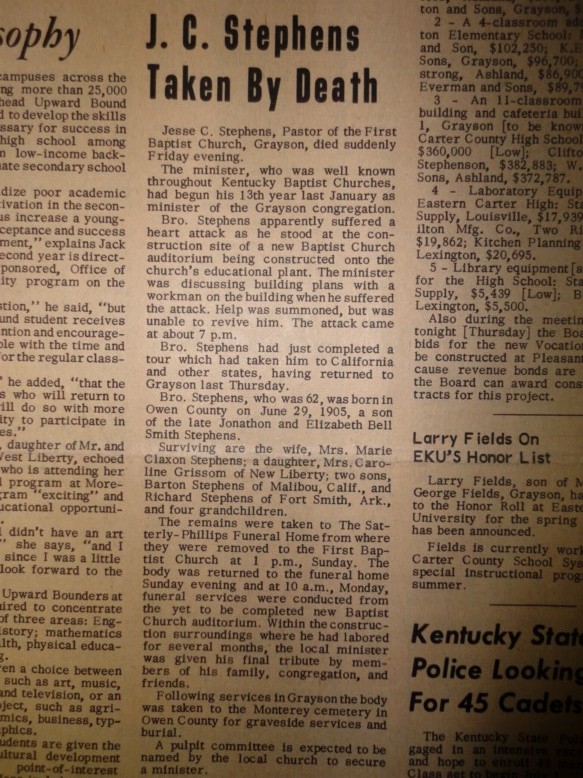 sophy
campuses across the
ng more than 25,000
head Upward Bound
d to develop the skills
ssary for success in
high school among
m low-income back-
uate secondary school
dize poor academic
ivation in the secon-
us increase a young-
cceptance and success
ment," explains Jack
econd year is direct-
ponsored, Office of
ity program on the
stion," he said, "but
und student receives
ntion and encourage-
ble with the time and
for the regular class-
" he added, "that the
s who will return to
ill do so with more
ity to participate in
es."
, daughter of Mr. and
West Liberty, echoed
who is attending her
l program at More-
gram "exciting" and
ucational opportuni-
I didn't have an art
" she says, "and I
since I was a little
look forward to the
Upward Bounders at
uired to concentrate
of three areas: Eng-
istory; mathematics
lth, physical educa-
g.
ven a choice between
such as art, music,
and television, or an
oject, such as agri-
mics, business, typ-
aphics.
udents are given the
cultural development
point-of-interest
J. C. Stephens
Taken By Death
Jesse C. Stephens, Pastor of the First
Baptist Church, Grayson, died suddenly
Friday evening.
The minister, who was well known
throughout Kentucky Baptist Churches,
had begun his 13th year last January as
minister of the Grayson congregation.
Bro. Stephens apparently suffered a
heart attack as he stood at the con-
struction site of a new Baptist Church
auditorium being constructed onto the
church's educational plant. The minister
was discussing building plans with a
workman on the building when he suffered
the attack. Help was summoned, but was
unable to revive him. The attack came
at about 7 p.m.
Bro. Stephens had just completed a
tour which had taken him to California
and other states, having returned to
Grayson last Thursday.
Bro. Stephens, who was 62, was born in
Owen County on June 29, 1905, a son
of the late Jonathon and Elizabeth Bell
Smith Stephens.
Surviving are the wife, Mrs. Marie
Claxon Stephens; a daughter, Mrs. Caro-
line Grissom of New Liberty; two sons,
Barton Stephens of Malibou, Calif., and
Richard Stephens of Fort Smith, Ark.,
and four grandchildren.
The remains were taken to The Sat-
terly-Phillips Funeral Home from where
they were removed to the First Bap-
tist Church at 1 p.m., Sunday. The
body was returned to the funeral home
Sunday evening and at 10 a.m., Monday,
funeral services were conducted from
the yet to be completed new Baptist
Church auditorium. Within the construc-
tion surroundings where he had labored
for several months, the local minister
was given his final tribute by mem-
bers of his family, congregation, and
friends.
Following services in Grayson the body
was taken to the Monterey cemetery in
Owen County for graveside services and
burial.
A pulpit committee is expected to be
named by the local church to secure
a minister.
ton and Sons, Grayson,
2 - A 4-classroom ad
ton Elementary School:
and Son, $102,250; K.
Sons, Grayson, $96,700;
strong, Ashland, $86,90
Everman and Sons, $89,7
3 - An 11-classroom
building and cafeteria bui
1, Grayson [to be know
Carter County High School
$360,000 [Low]; Clifto
Stephenson, $382,883; W.
Sons, Ashland, $372,787.
4 - Laboratory Equip
Eastern Carter High: Sta
Supply, Louisville, $17,939
ilton Mfg. Co., Two Ri
$19,862; Kitchen Planning
Lexington, $20,695.
5 - Library equipment [s
for the High School: Sta
Supply, $5,439 [Low]; B
Lexington, $5,500.
Also during the meetin
tonight [Thursday] the Boa
bids for the new Vocation
be constructed at Pleasan
cause revenue bonds are
the Board can award cons
tracts for this project.
Larry Fields On
EKU'S Honor List
Larry Fields, son of M
George Fields, Grayson, ha
to the Honor Roll at Easte
University for the spring
has been announced.
Fields is currently work
Carter County School Sys
special instructional prog
summer.
Kentucky State
Police Looking
For 45 Cadets
The Kentucky State
gaged in an intensive
and hope to enroll 4
Class set to